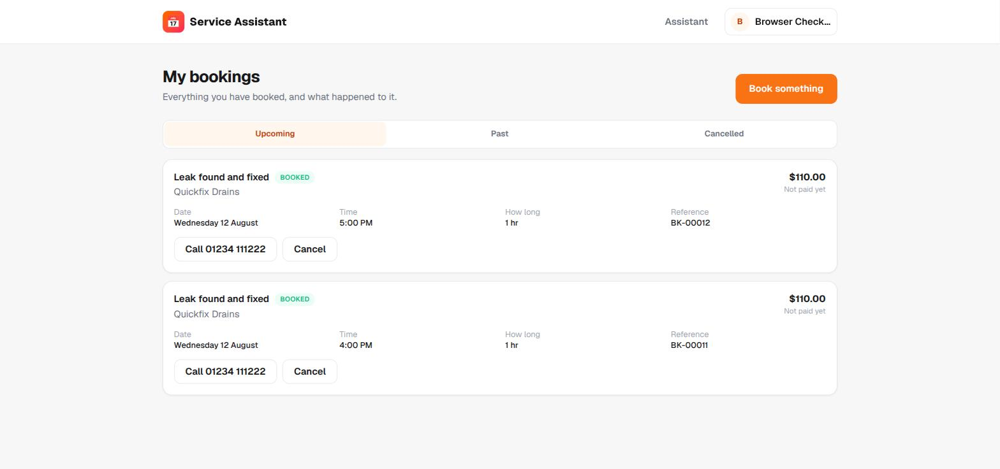 July
17
Service Assistant
Assistant
B
Browser Check...
My bookings
Everything you have booked, and what happened to it.
Book something
Upcoming
Past
Cancelled
Leak found and fixed BOOKED
$110.00
Quickfix Drains
Not paid yet
Date
Time
How long
Reference
Wednesday 12 August
5:00 PM
1 hr
BK-00012
Call 01234 111222
Cancel
Leak found and fixed BOOKED
$110.00
Quickfix Drains
Not paid yet
Date
Time
How long
Reference
Wednesday 12 August
4:00 PM
1 hr
BK-00011
Call 01234 111222
Cancel